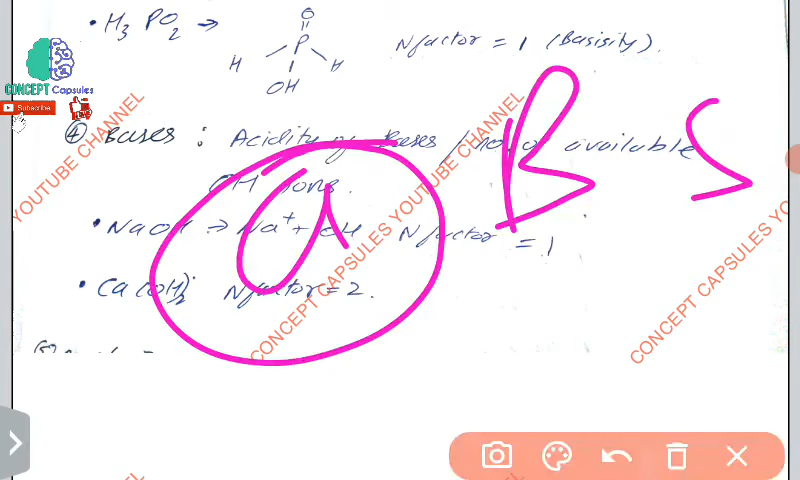 • H3 PO2 →
O
P
H
H
OH
Nfactor = 1 (Basisity).
CONCEPT Capsules
Subscribe
④ Bases : Acidity of Bases / no. of available
OH ions.
• NaOH → Na+ + OH Nfactor = 1
• Ca(OH)2 Nfactor = 2.
a
B
S
YOUTUBE CHANNEL
CONCEPT CAPSULES YOUTUBE CHANNEL
CONCEPT CAPSULES